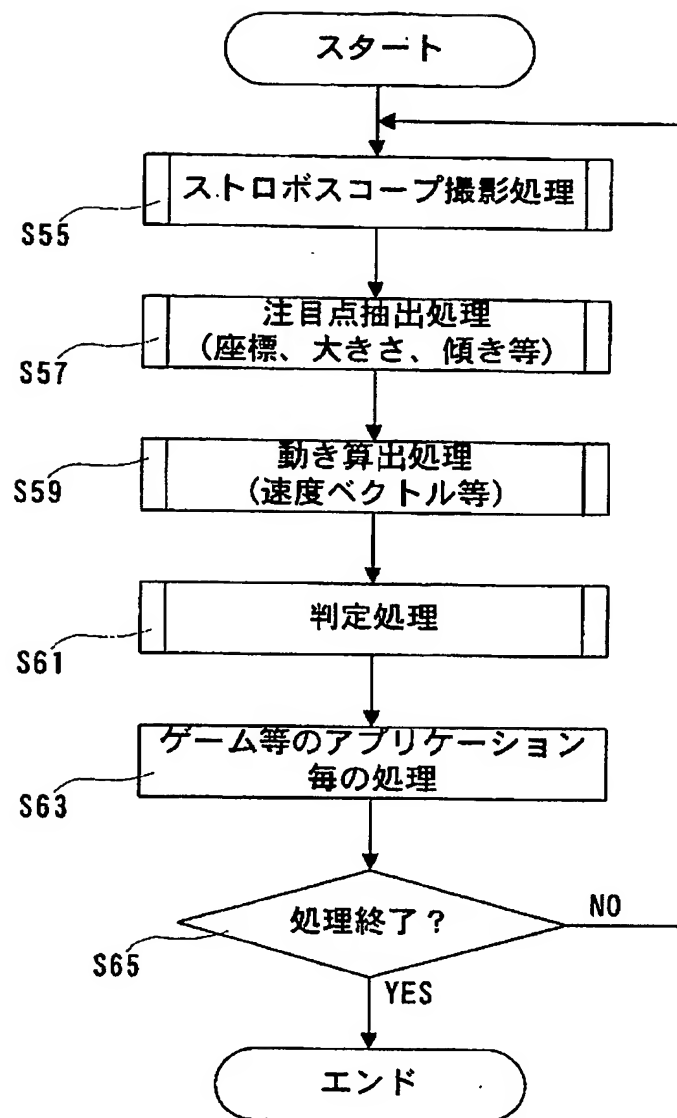 スタート
ストロボスコープ撮影処理
S55
注目点抽出処理
(座標、大きさ、傾き等)
S57
動き算出処理
(速度ベクトル等)
S59
判定処理
S61
ゲーム等のアプリケーション
毎の処理
S63
処理終了？
NO
S65
YES
エンド